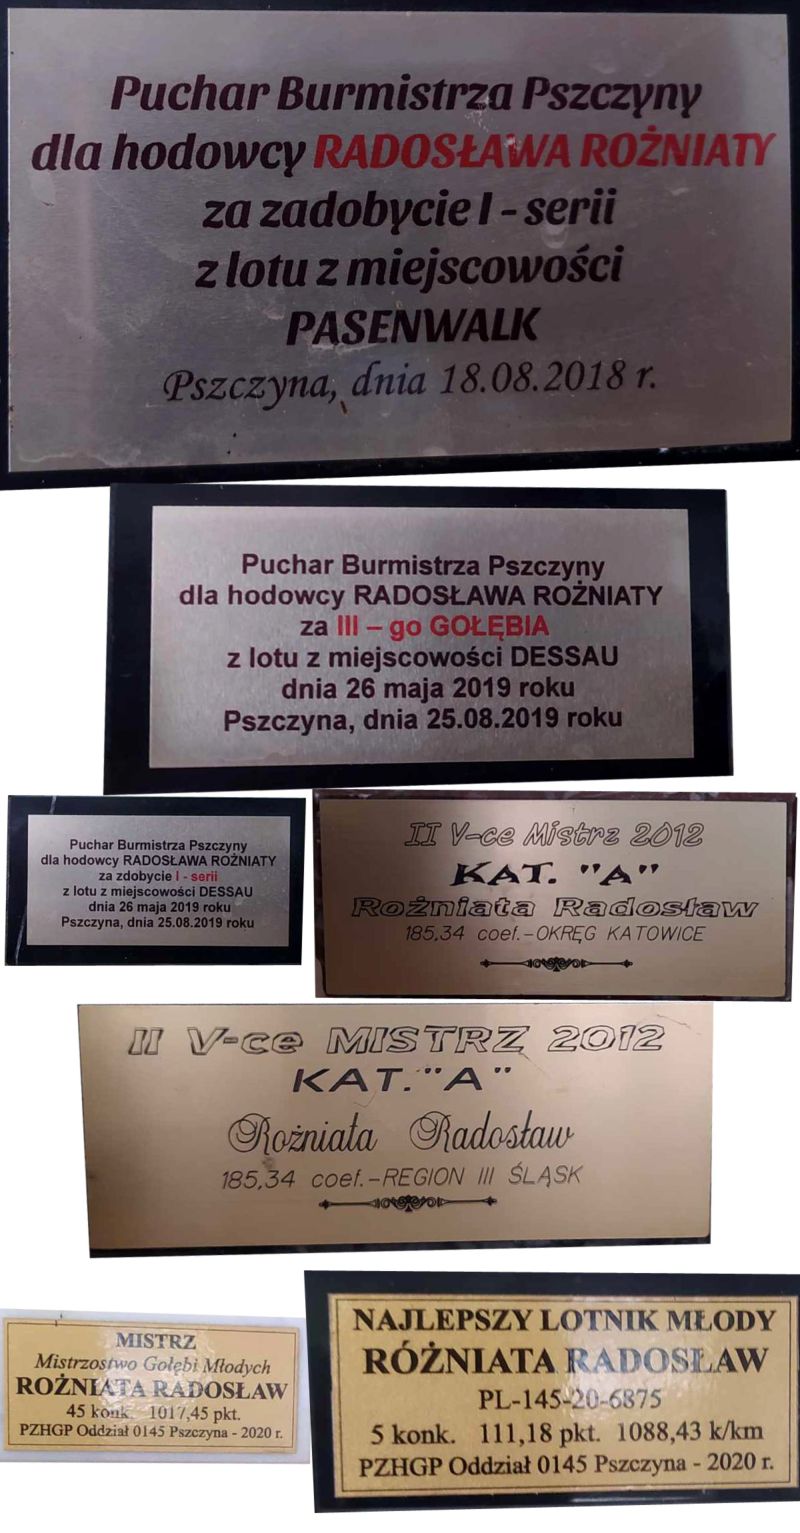 Puchar Burmistrza Pszczyny
dla hodowcy RADOSŁAWA ROŻNIATY
za zadobycie I - serii
z lotu z miejscowości
PASENWALK
Pszczyna, dnia 18.08.2018 r.
Puchar Burmistrza Pszczyny
dla hodowcy RADOSŁAWA ROŻNIATY
za III – go GOŁĘBIA
z lotu z miejscowości DESSAU
dnia 26 maja 2019 roku
Pszczyna, dnia 25.08.2019 roku
Puchar Burmistrza Pszczyny
dla hodowcy RADOSŁAWA ROŻNIATY
za zdobycie I - serii
z lotu z miejscowości DESSAU
dnia 26 maja 2019 roku
Pszczyna, dnia 25.08.2019 roku
II V-ce Mistrz 2012
KAT. "A"
Rożniata Radosław
185,34 coef.-OKRĘG KATOWICE
II V-ce MISTRZ 2012
KAT. "A"
Rożniata Radosław
185,34 coef.-REGION III ŚLĄSK
MISTRZ
Mistrzostwo Gołębi Młodych
ROŻNIATA RADOSŁAW
45 konk. 1017,45 pkt.
PZHGP Oddział 0145 Pszczyna - 2020 r.
NAJLEPSZY LOTNIK MŁODY
RÓŻNIATA RADOSŁAW
PL-145-20-6875
5 konk. 111,18 pkt. 1088,43 k/km
PZHGP Oddział 0145 Pszczyna - 2020 r.